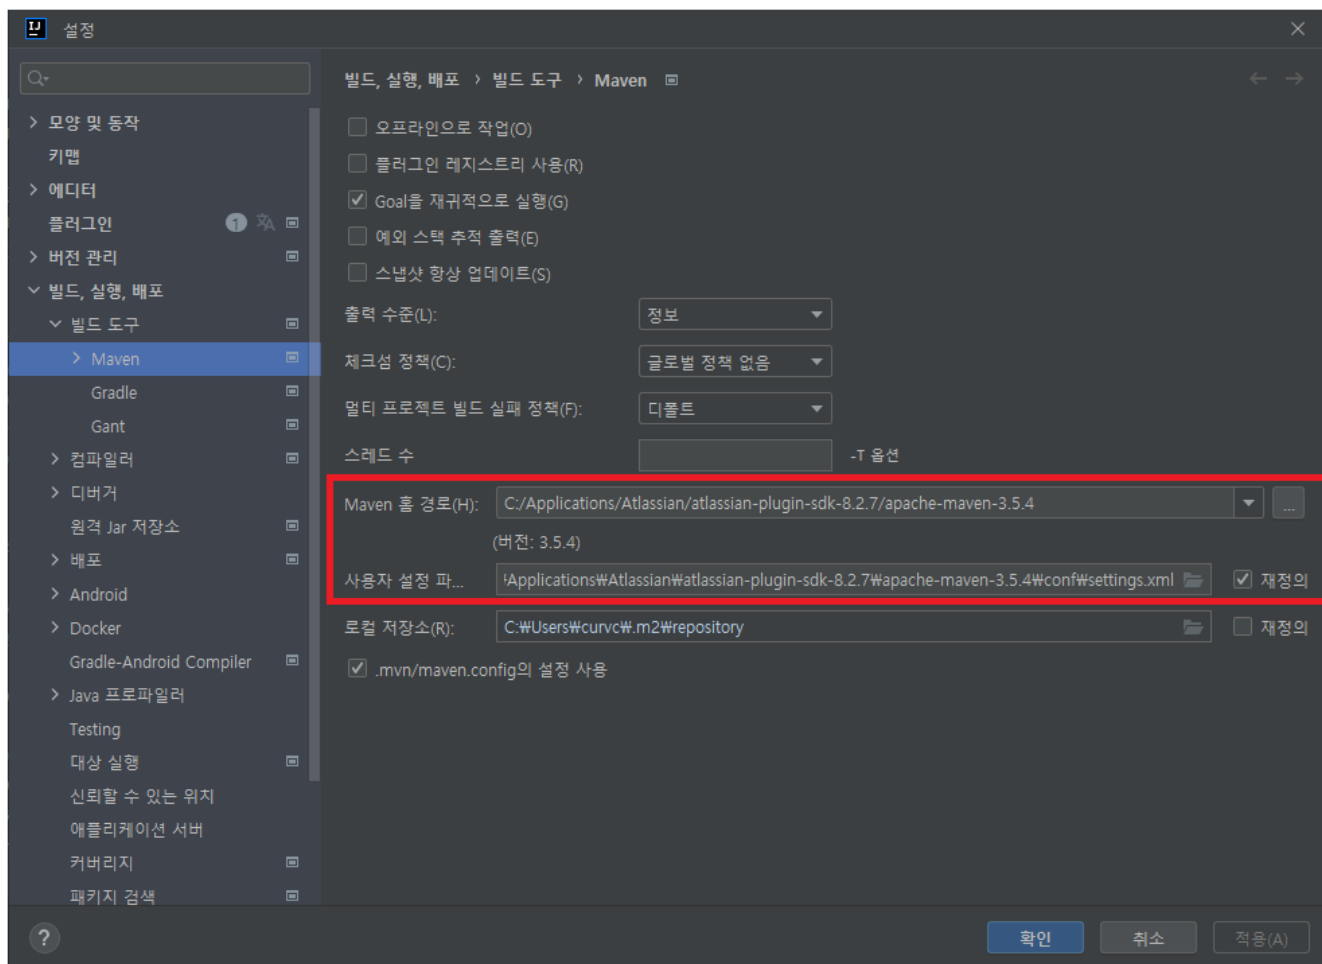 설정
빌드, 실행, 배포 > 빌드 도구 > Maven
모양 및 동작
키맵
에디터
플러그인 1
버전 관리
빌드, 실행, 배포
빌드 도구
Maven
Gradle
Gant
컴파일러
디버거
원격 Jar 저장소
배포
Android
Docker
Gradle-Android Compiler
Java 프로파일러
Testing
대상 실행
신뢰할 수 있는 위치
애플리케이션 서버
커버리지
패키지 검색
오프라인으로 작업(O)
플러그인 레지스트리 사용(R)
Goal을 재귀적으로 실행(G)
예외 스택 추적 출력(E)
스냅샷 항상 업데이트(S)
출력 수준(L): 정보
체크섬 정책(C): 글로벌 정책 없음
멀티 프로젝트 빌드 실패 정책(F): 디폴트
스레드 수 -T 옵션
Maven 홈 경로(H): C:/Applications/Atlassian/atlassian-plugin-sdk-8.2.7/apache-maven-3.5.4 ...
(버전: 3.5.4)
사용자 설정 파... Applications₩Atlassian₩atlassian-plugin-sdk-8.2.7₩apache-maven-3.5.4₩conf₩settings.xml 재정의
로컬 저장소(R): C:₩Users₩curvc₩.m2₩repository 재정의
.mvn/maven.config의 설정 사용
? 확인 취소 적용(A)